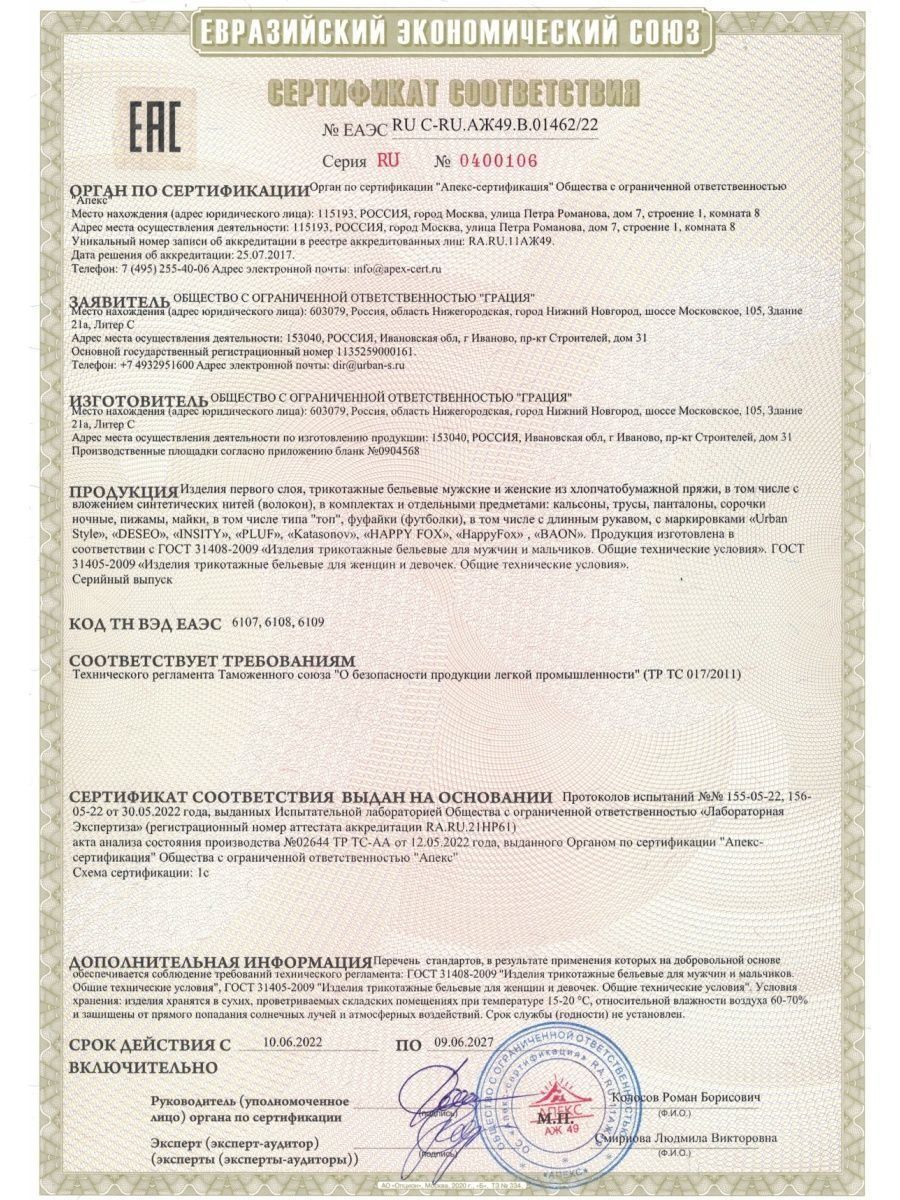 ЕВРАЗИЙСКИЙ ЭКОНОМИЧЕСКИЙ СОЮЗ
СЕРТИФИКАТ СООТВЕТСТВИЯ
EAC
№ ЕАЭС RU С-RU.АЖ49.В.01462/22
Серия RU № 0400106
ОРГАН ПО СЕРТИФИКАЦИИ Орган по сертификации "Апекс-сертификация" Общества с ограниченной ответственностью
"Апекс"
Место нахождения (адрес юридического лица): 115193, РОССИЯ, город Москва, улица Петра Романова, дом 7, строение 1, комната 8
Адрес места осуществления деятельности: 115193, РОССИЯ, город Москва, улица Петра Романова, дом 7, строение 1, комната 8
Уникальный номер записи об аккредитации в реестре аккредитованных лиц: RA.RU.11АЖ49.
Дата решения об аккредитации: 25.07.2017.
Телефон: 7 (495) 255-40-06 Адрес электронной почты: info@apex-cert.ru
ЗАЯВИТЕЛЬ ОБЩЕСТВО С ОГРАНИЧЕННОЙ ОТВЕТСТВЕННОСТЬЮ "ГРАЦИЯ"
Место нахождения (адрес юридического лица): 603079, Россия, область Нижегородская, город Нижний Новгород, шоссе Московское, 105, Здание
21а, Литер С
Адрес места осуществления деятельности: 153040, РОССИЯ, Ивановская обл, г Иваново, пр-кт Строителей, дом 31
Основной государственный регистрационный номер 1135259000161.
Телефон: +7 4932951600 Адрес электронной почты: dir@urban-s.ru
ИЗГОТОВИТЕЛЬ ОБЩЕСТВО С ОГРАНИЧЕННОЙ ОТВЕТСТВЕННОСТЬЮ "ГРАЦИЯ"
Место нахождения (адрес юридического лица): 603079, Россия, область Нижегородская, город Нижний Новгород, шоссе Московское, 105, Здание
21а, Литер С
Адрес места осуществления деятельности по изготовлению продукции: 153040, РОССИЯ, Ивановская обл, г Иваново, пр-кт Строителей, дом 31
Производственные площадки согласно приложению бланк №0904568
ПРОДУКЦИЯ Изделия первого слоя, трикотажные бельевые мужские и женские из хлопчатобумажной пряжи, в том числе с
вложением синтетических нитей (волокон), в комплектах и отдельными предметами: кальсоны, трусы, панталоны, сорочки
ночные, пижамы, майки, в том числе типа "топ", фуфайки (футболки), в том числе с длинным рукавом, с маркировками «Urban
Style», «DESEO», «INSITY», «PLUF», «Katasonov», «HAPPY FOX», «HappyFox» , «BAON». Продукция изготовлена в
соответствии с ГОСТ 31408-2009 «Изделия трикотажные бельевые для мужчин и мальчиков. Общие технические условия». ГОСТ
31405-2009 «Изделия трикотажные бельевые для женщин и девочек. Общие технические условия».
Серийный выпуск
КОД ТН ВЭД ЕАЭС 6107, 6108, 6109
СООТВЕТСТВУЕТ ТРЕБОВАНИЯМ
Технического регламента Таможенного союза "О безопасности продукции легкой промышленности" (ТР ТС 017/2011)
СЕРТИФИКАТ СООТВЕТСТВИЯ ВЫДАН НА ОСНОВАНИИ Протоколов испытаний №№ 155-05-22, 156-
05-22 от 30.05.2022 года, выданных Испытательной лабораторией Общества с ограниченной ответственностью «Лабораторная
Экспертиза» (регистрационный номер аттестата аккредитации RA.RU.21НР61)
акта анализа состояния производства №02644 ТР ТС-АА от 12.05.2022 года, выданного Органом по сертификации "Апекс-
сертификация" Общества с ограниченной ответственностью "Апекс"
Схема сертификации: 1с
ДОПОЛНИТЕЛЬНАЯ ИНФОРМАЦИЯ Перечень стандартов, в результате применения которых на добровольной основе
обеспечивается соблюдение требований технического регламента: ГОСТ 31408-2009 "Изделия трикотажные бельевые для мужчин и мальчиков.
Общие технические условия", ГОСТ 31405-2009 "Изделия трикотажные бельевые для женщин и девочек. Общие технические условия". Условия
хранения: изделия хранятся в сухих, проветриваемых складских помещениях при температуре 15-20 °C, относительной влажности воздуха 60-70%
и защищены от прямого попадания солнечных лучей и атмосферных воздействий. Срок службы (годности) не установлен.
СРОК ДЕЙСТВИЯ С 10.06.2022 ПО 09.06.2027
ВКЛЮЧИТЕЛЬНО
Руководитель (уполномоченное
лицо) органа по сертификации
(подпись)
Колосов Роман Борисович
(Ф.И.О.)
М.П.
Эксперт (эксперт-аудитор)
(эксперты (эксперты-аудиторы))
(подпись)
Смирнова Людмила Викторовна
(Ф.И.О.)
ОБЩЕСТВО С ОГРАНИЧЕННОЙ ОТВЕТСТВЕННОСТЬЮ
«АПЕКС»
ОС "Апекс-сертификация" RA.RU.11АЖ49
АПЕКС
АЖ 49
АО «Опцион», Москва, 2020 г., «Б», ТЗ № 334.